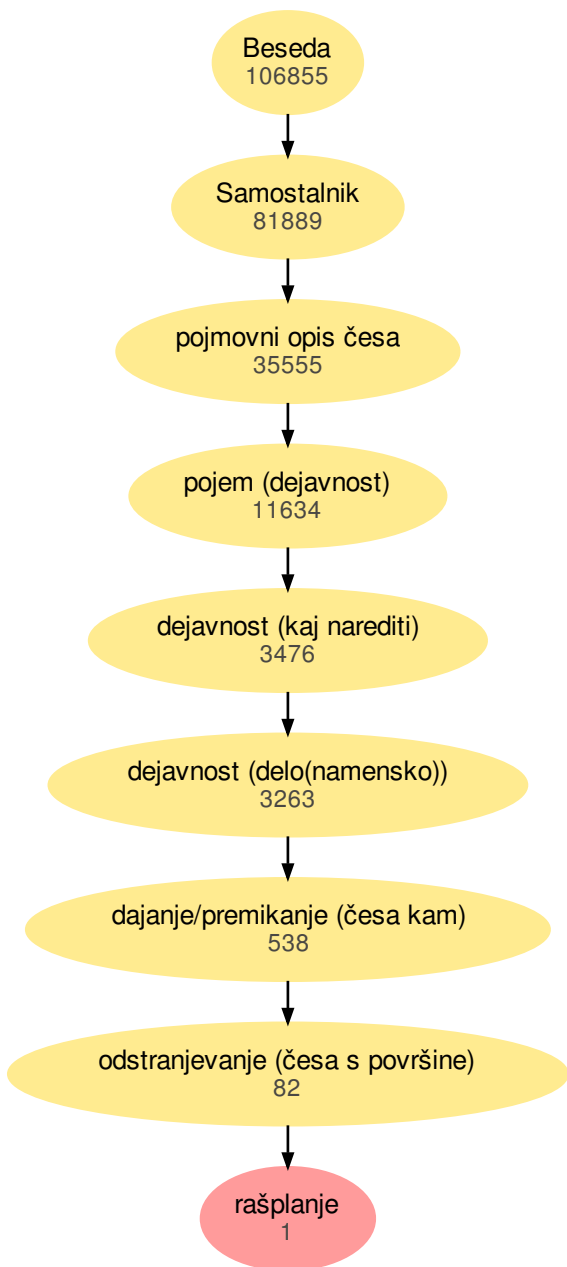 Beseda
106855
Samostalnik
81889
pojmovni opis česa
35555
pojem (dejavnost)
11634
dejavnost (kaj narediti)
3476
dejavnost (delo(namensko))
3263
dajanje/premikanje (česa kam)
538
odstranjevanje (česa s površine)
82
rašplanje
1